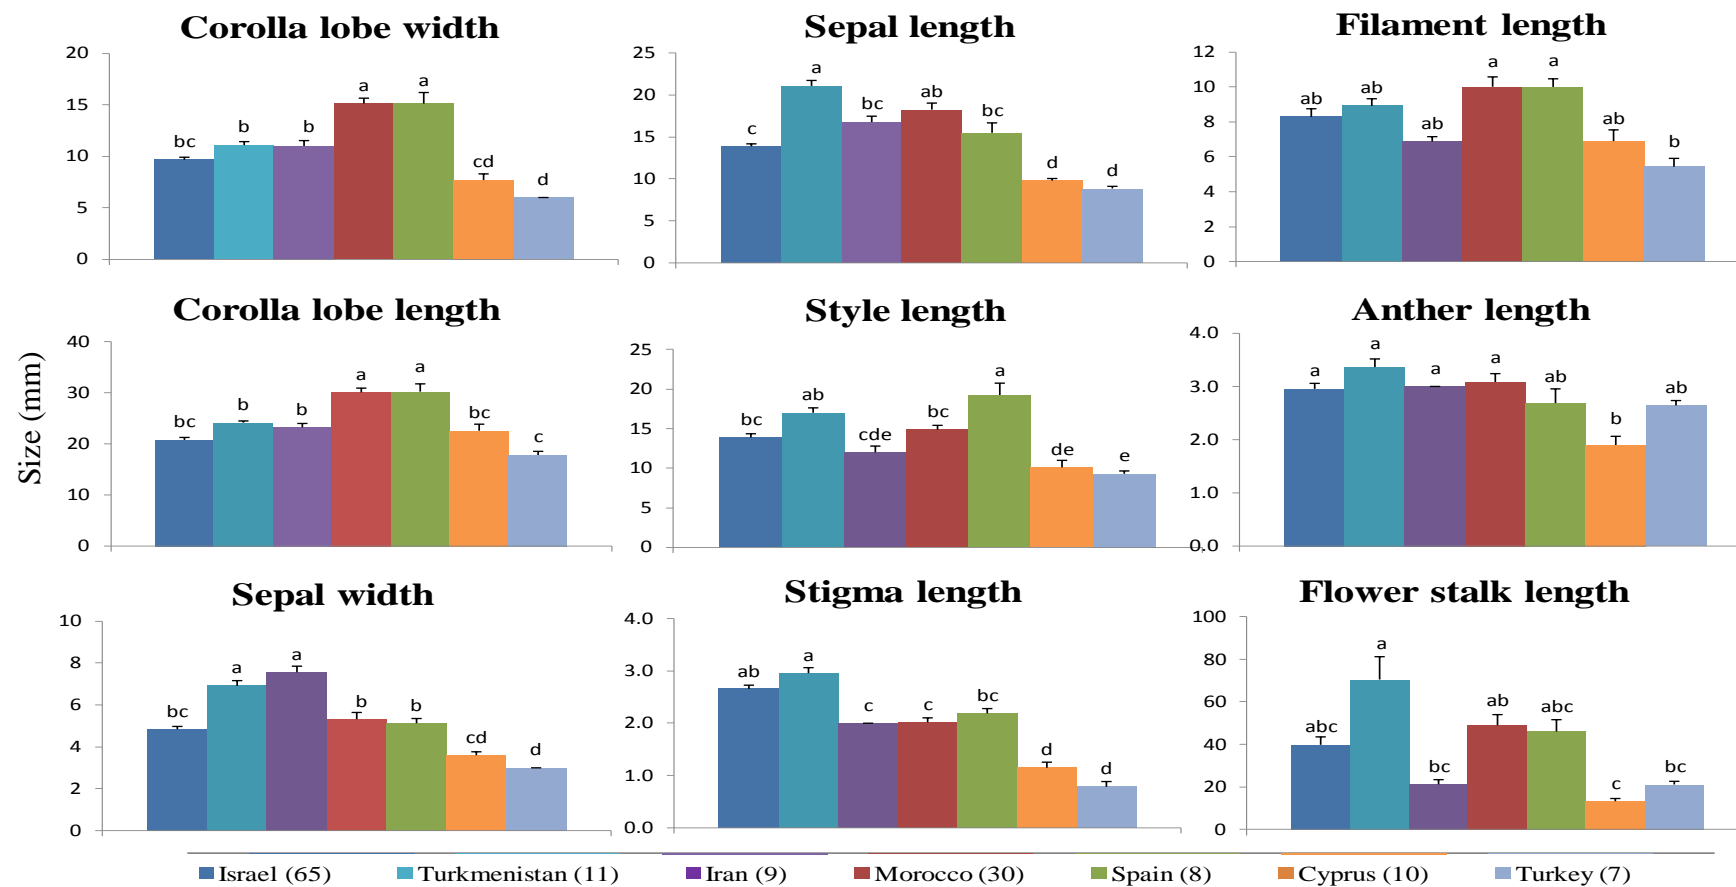 Corolla lobe width
20
15
10
5
0
bc b b a a cd d
Sepal length
25
20
15
10
5
0
c a bc ab bc d d
Filament length
12
10
8
6
4
2
0
ab ab ab a a ab b
Size (mm)
Corolla lobe length
40
30
20
10
0
bc b b a a bc c
Style length
25
20
15
10
5
0
bc ab cde bc a de e
Anther length
4.0
3.0
2.0
1.0
0.0
a a a a ab b ab
Sepal width
10
8
6
4
2
0
bc a a b b cd d
Stigma length
4.0
3.0
2.0
1.0
0.0
ab a c c bc d d
Flower stalk length
100
80
60
40
20
0
abc a bc ab abc c bc
Israel (65) Turkmenistan (11) Iran (9) Morocco (30) Spain (8) Cyprus (10) Turkey (7)